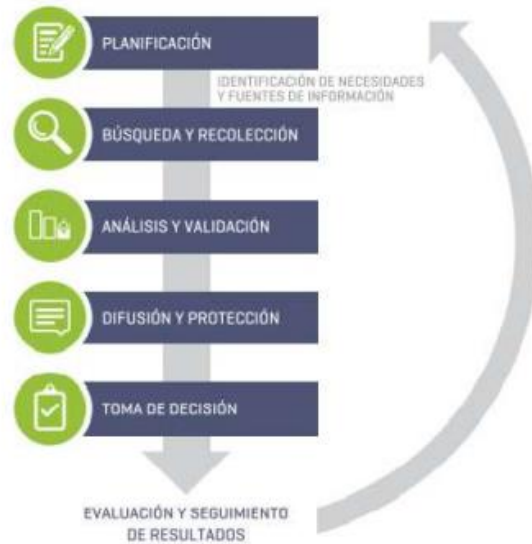 PLANIFICACIÓN
IDENTIFICACIÓN DE NECESIDADES
Y FUENTES DE INFORMACIÓN
BÚSQUEDA Y RECOLECCIÓN
ANÁLISIS Y VALIDACIÓN
DIFUSIÓN Y PROTECCIÓN
TOMA DE DECISIÓN
EVALUACIÓN Y SEGUIMIENTO
DE RESULTADOS